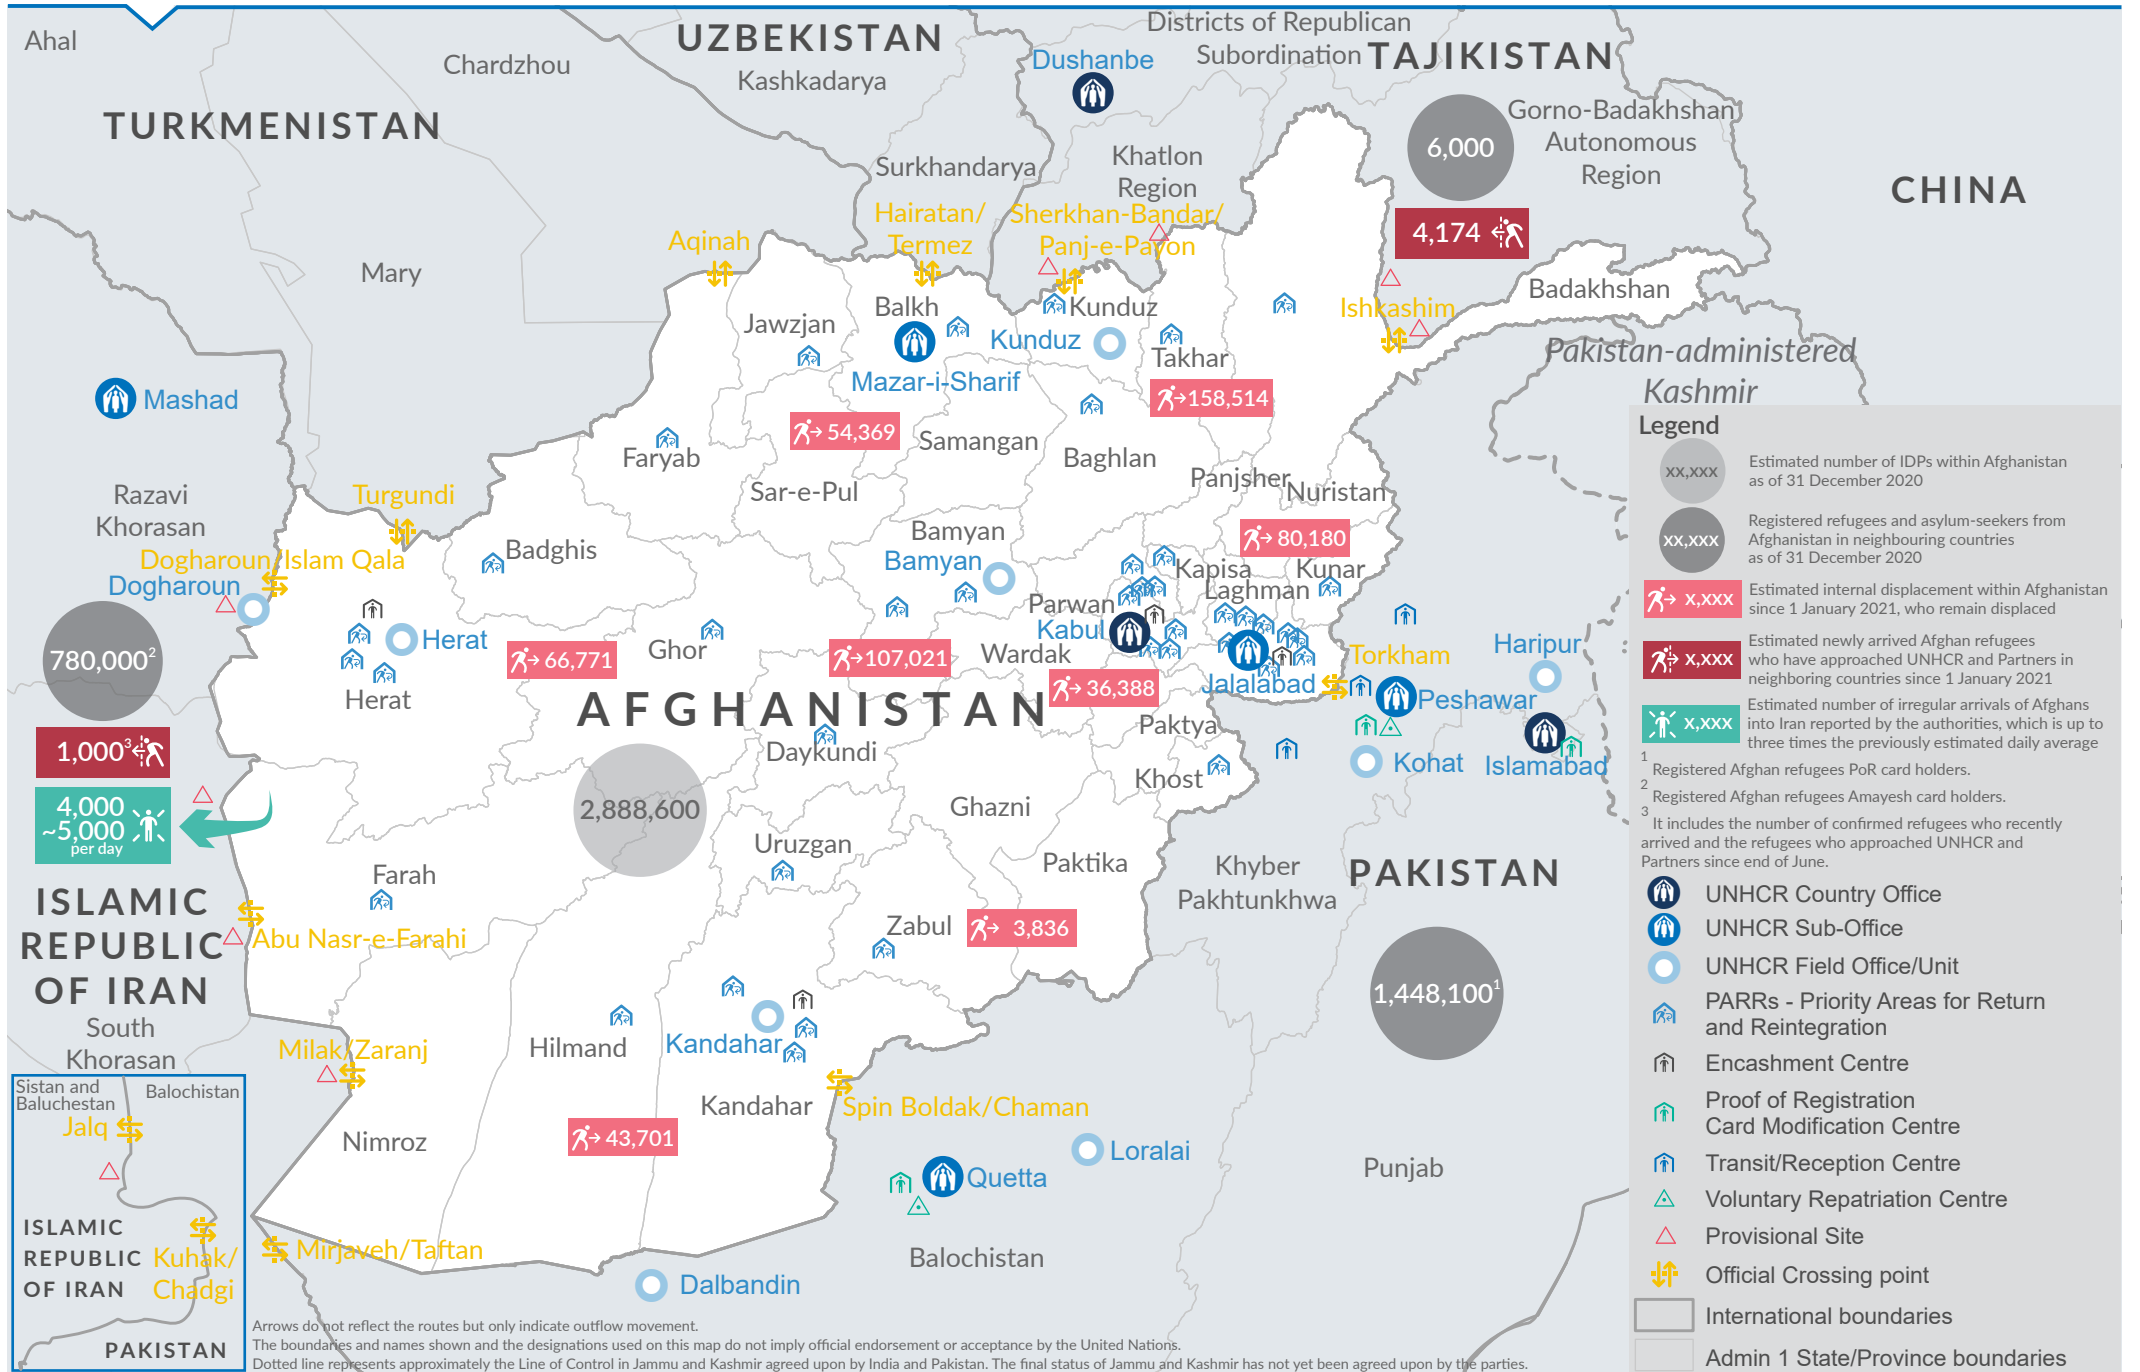 Ahal
Chardzhou
UZBEKISTAN
Kashkadarya
Dushanbe
Districts of Republican
Subordination
TAJIKISTAN
TURKMENISTAN
Gorno-Badakhshan
Autonomous
Region
6,000
CHINA
Surkhandarya
Khatlon
Region
4,174
Mary
Aqinah
Hairatan/
Termez
Sherkhan-Bandar/
Panj-e-Payon
Badakhshan
Ishkashim
Jawzjan
Balkh
Kunduz
Kunduz
Takhar
Mazar-i-Sharif
Pakistan-administered
Kashmir
Mashad
158,514
54,369
Samangan
Faryab
Baghlan
Sar-e-Pul
Panjsher
Nuristan
Razavi
Khorasan
Turgundi
Bamyan
Bamyan
80,180
Badghis
Dogharoun/Islam Qala
Dogharoun
Kapisa
Kunar
Laghman
Parwan
Kabul
Herat
Herat
780,000²
66,771
Ghor
107,021
Wardak
36,388
Jalalabad
Torkham
Haripur
Peshawar
AFGHANISTAN
Paktya
Kohat
Islamabad
1,000³
Daykundi
Khost
4,000
~5,000
per day
2,888,600
Ghazni
Uruzgan
Paktika
Khyber
Pakhtunkhwa
PAKISTAN
Farah
ISLAMIC
REPUBLIC
OF IRAN
Abu Nasr-e-Farahi
Zabul
3,836
1,448,100¹
South
Khorasan
Milak/Zaranj
Hilmand
Kandahar
Kandahar
Spin Boldak/Chaman
Nimroz
43,701
Loralai
Quetta
Punjab
Mirjaveh/Taftan
Balochistan
Dalbandin
Sistan and
Baluchestan
Balochistan
Jalq
ISLAMIC
REPUBLIC
OF IRAN
Kuhak/
Chadgi
PAKISTAN
Arrows do not reflect the routes but only indicate outflow movement.
The boundaries and names shown and the designations used on this map do not imply official endorsement or acceptance by the United Nations.
Dotted line represents approximately the Line of Control in Jammu and Kashmir agreed upon by India and Pakistan. The final status of Jammu and Kashmir has not yet been agreed upon by the parties.
Legend
xx,xxx
Estimated number of IDPs within Afghanistan
as of 31 December 2020
xx,xxx
Registered refugees and asylum-seekers from
Afghanistan in neighbouring countries
as of 31 December 2020
x,xxx
Estimated internal displacement within Afghanistan
since 1 January 2021, who remain displaced
x,xxx
Estimated newly arrived Afghan refugees
who have approached UNHCR and Partners in
neighboring countries since 1 January 2021
x,xxx
Estimated number of irregular arrivals of Afghans
into Iran reported by the authorities, which is up to
three times the previously estimated daily average
¹ Registered Afghan refugees PoR card holders.
² Registered Afghan refugees Amayesh card holders.
³ It includes the number of confirmed refugees who recently
arrived and the refugees who approached UNHCR and
Partners since end of June.
UNHCR Country Office
UNHCR Sub-Office
UNHCR Field Office/Unit
PARRs - Priority Areas for Return
and Reintegration
Encashment Centre
Proof of Registration
Card Modification Centre
Transit/Reception Centre
Voluntary Repatriation Centre
Provisional Site
Official Crossing point
International boundaries
Admin 1 State/Province boundaries